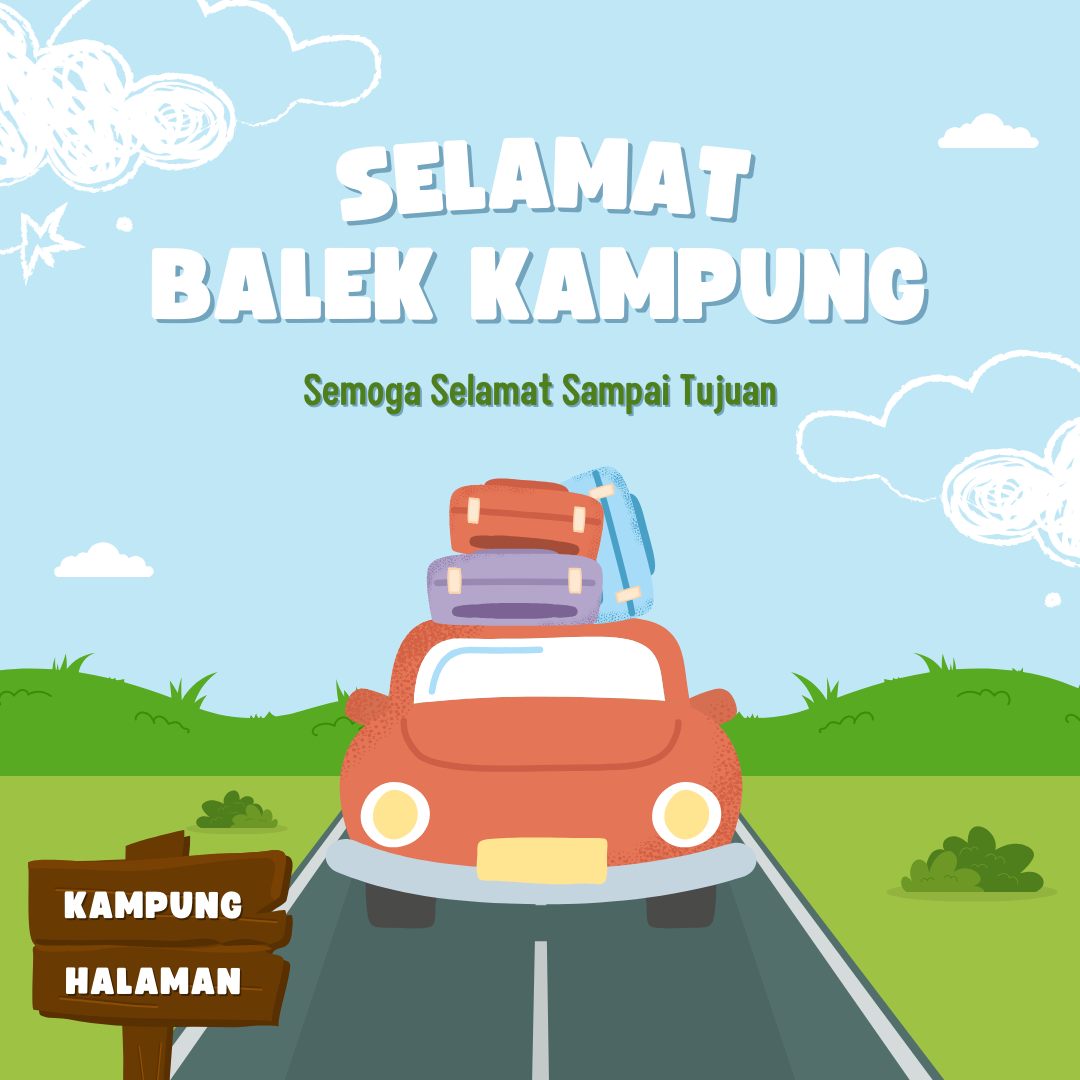 SELAMAT
BALEK KAMPUNG
Semoga Selamat Sampai Tujuan
KAMPUNG
HALAMAN